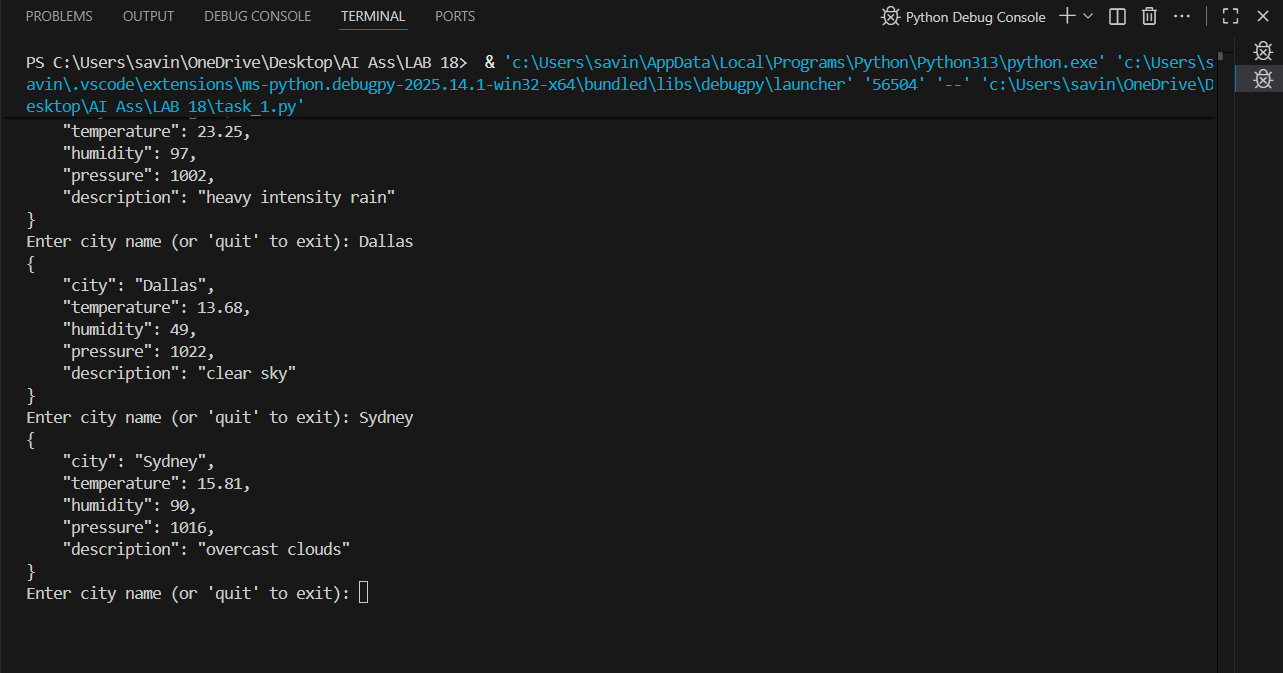 PROBLEMS OUTPUT DEBUG CONSOLE TERMINAL PORTS Python Debug Console
PS C:\Users\savin\OneDrive\Desktop\AI Ass\LAB 18>  & 'c:\Users\savin\AppData\Local\Programs\Python\Python313\python.exe' 'c:\Users\s
avin\.vscode\extensions\ms-python.debugpy-2025.14.1-win32-x64\bundled\libs\debugpy\launcher' '56504' '--' 'c:\Users\savin\OneDrive\D
esktop\AI Ass\LAB 18\task_1.py'
    "temperature": 23.25,
    "humidity": 97,
    "pressure": 1002,
    "description": "heavy intensity rain"
}
Enter city name (or 'quit' to exit): Dallas
{
    "city": "Dallas",
    "temperature": 13.68,
    "humidity": 49,
    "pressure": 1022,
    "description": "clear sky"
}
Enter city name (or 'quit' to exit): Sydney
{
    "city": "Sydney",
    "temperature": 15.81,
    "humidity": 90,
    "pressure": 1016,
    "description": "overcast clouds"
}
Enter city name (or 'quit' to exit):